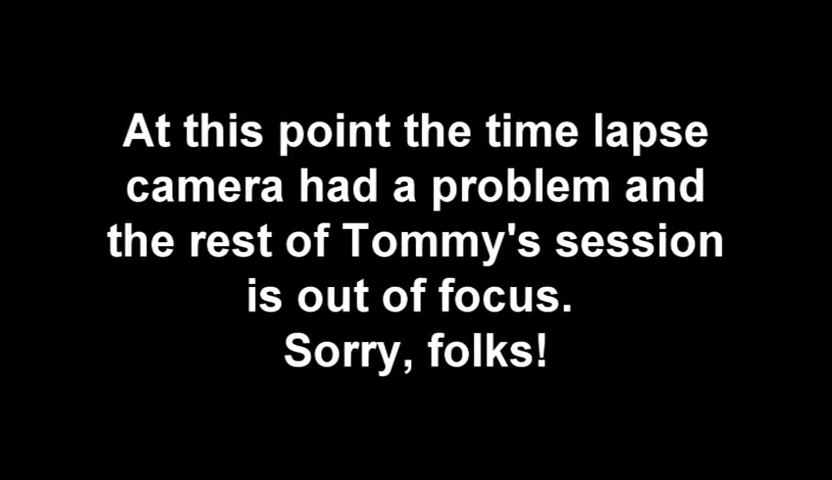 At this point the time lapse
camera had a problem and
the rest of Tommy's session
is out of focus.
Sorry, folks!